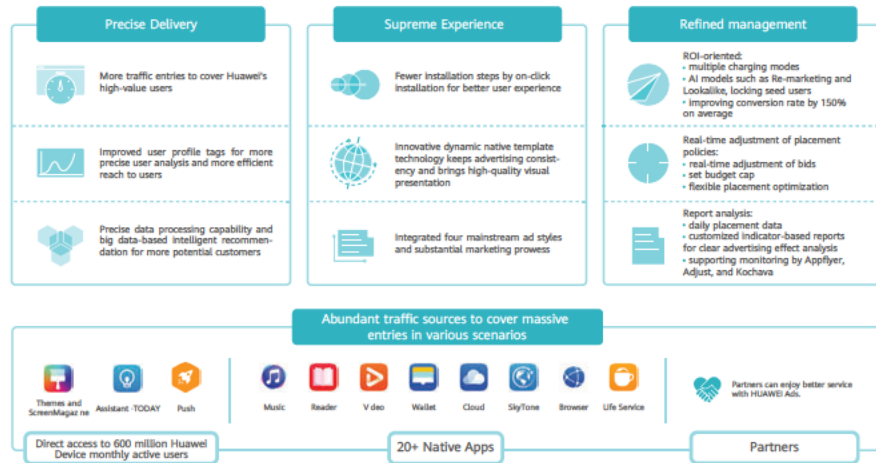 Precise Delivery
More traffic entries to cover Huawei's
high-value users
Improved user profile tags for more
precise user analysis and more efficient
reach to users
Precise data processing capability and
big data-based intelligent recommen-
dation for more potential customers
Supreme Experience
Fewer installation steps by on-click
installation for better user experience
Innovative dynamic native template
technology keeps advertising consist-
ency and brings high-quality visual
presentation
Integrated four mainstream ad styles
and substantial marketing prowess
Refined management
ROI-oriented:
• multiple charging modes
• AI models such as Re-marketing and
Lookalike, locking seed users
• improving conversion rate by 150%
on average
Real-time adjustment of placement
policies:
• real-time adjustment of bids
• set budget cap
• flexible placement optimization
Report analysis:
• daily placement data
• customized indicator-based reports
for clear advertising effect analysis
• supporting monitoring by Appflyer,
Adjust, and Kochava
Abundant traffic sources to cover massive
entries in various scenarios
Themes and
ScreenMagaz ne
Assistant ·TODAY
Push
Music
Reader
V deo
Wallet
Cloud
SkyTone
Browser
Life Service
Partners can enjoy better service
with HUAWEI Ads.
Direct access to 600 million Huawei
Device monthly active users
20+ Native Apps
Partners